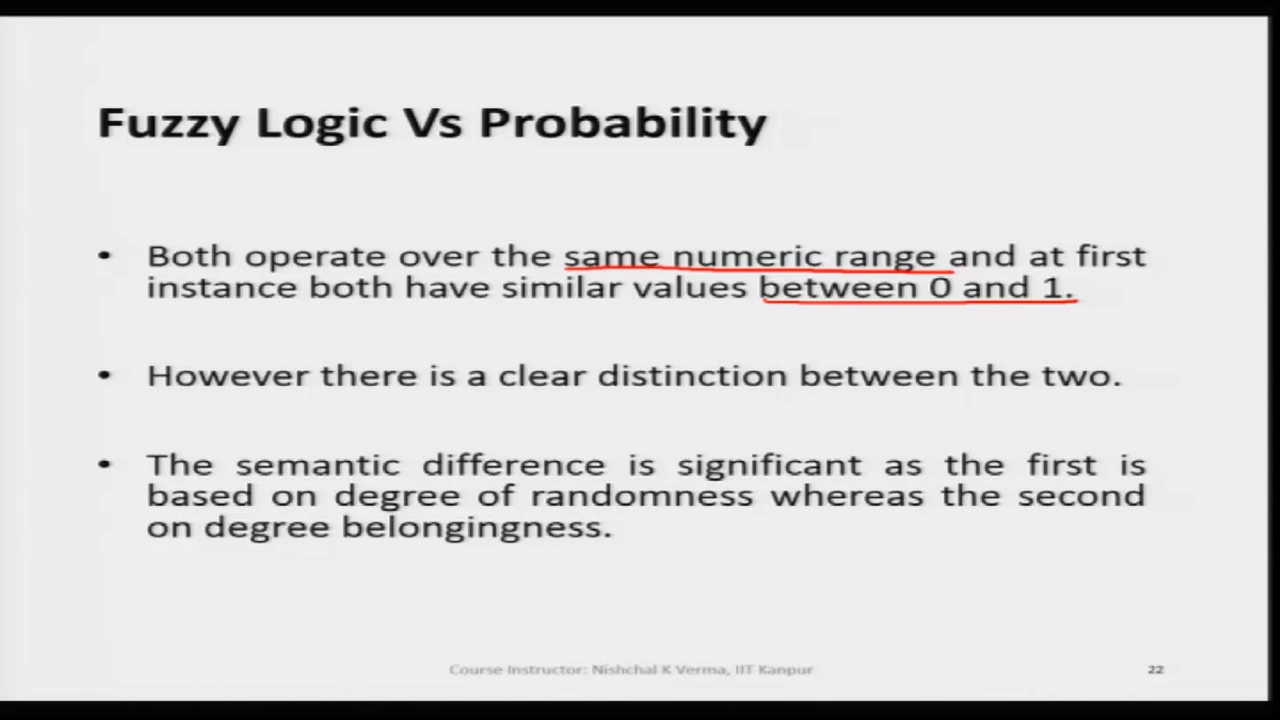 Fuzzy Logic Vs Probability
• Both operate over the same numeric range and at first
instance both have similar values between 0 and 1.
• However there is a clear distinction between the two.
• The semantic difference is significant as the first is
based on degree of randomness whereas the second
on degree belongingness.
Course Instructor: Nishchal K Verma, IIT Kanpur
22